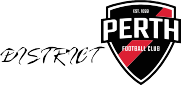 DISTRICT
EST. 1899
PERTH
FOOTBALL CLUB